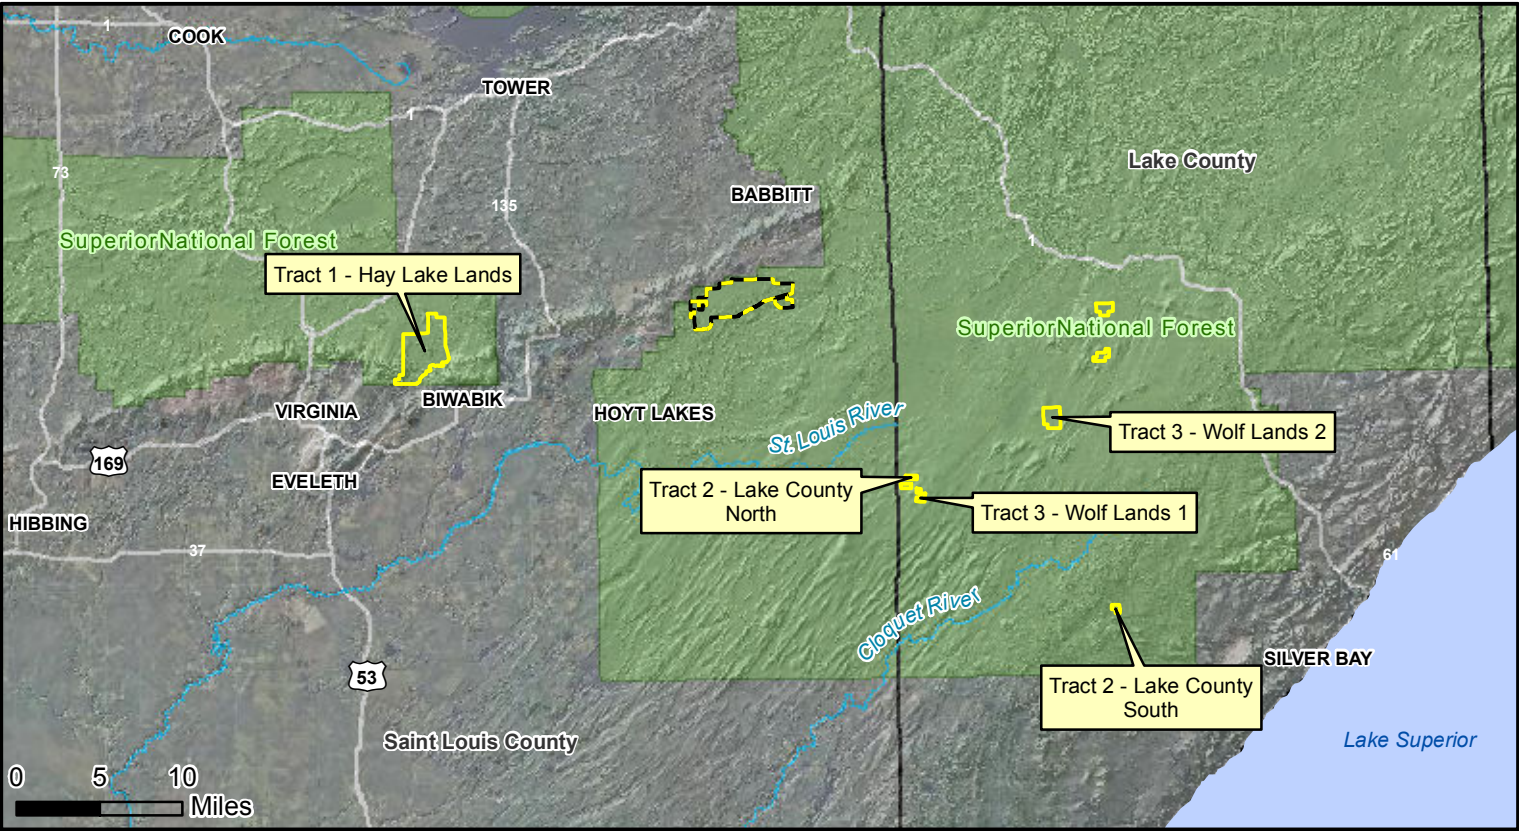 1
COOK
TOWER
1
Lake County
73
BABBITT
135
SuperiorNational Forest
1
Tract 1 - Hay Lake Lands
SuperiorNational Forest
BIWABIK
VIRGINIA
HOYT LAKES
St. Louis River
Tract 3 - Wolf Lands 2
169
EVELETH
Tract 2 - Lake County
North
Tract 3 - Wolf Lands 1
HIBBING
37
61
Cloquet River
SILVER BAY
53
Tract 2 - Lake County
South
Saint Louis County
Lake Superior
0 5 10
Miles